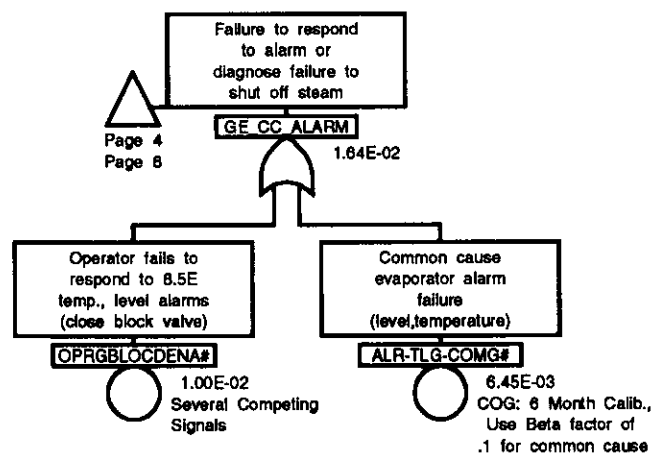 Failure to respond
to alarm or
diagnose failure to
shut off steam
Page 4
Page 6
GE_CC_ALARM
1.64E-02
Operator fails to
respond to 6.5E
temp., level alarms
(close block valve)
OPRGBLOCDENA#
1.00E-02
Several Competing
Signals
Common cause
evaporator alarm
failure
(level,temperature)
ALR-TLG-COMG#
6.45E-03
COG: 6 Month Calib.,
Use Beta factor of
.1 for common cause